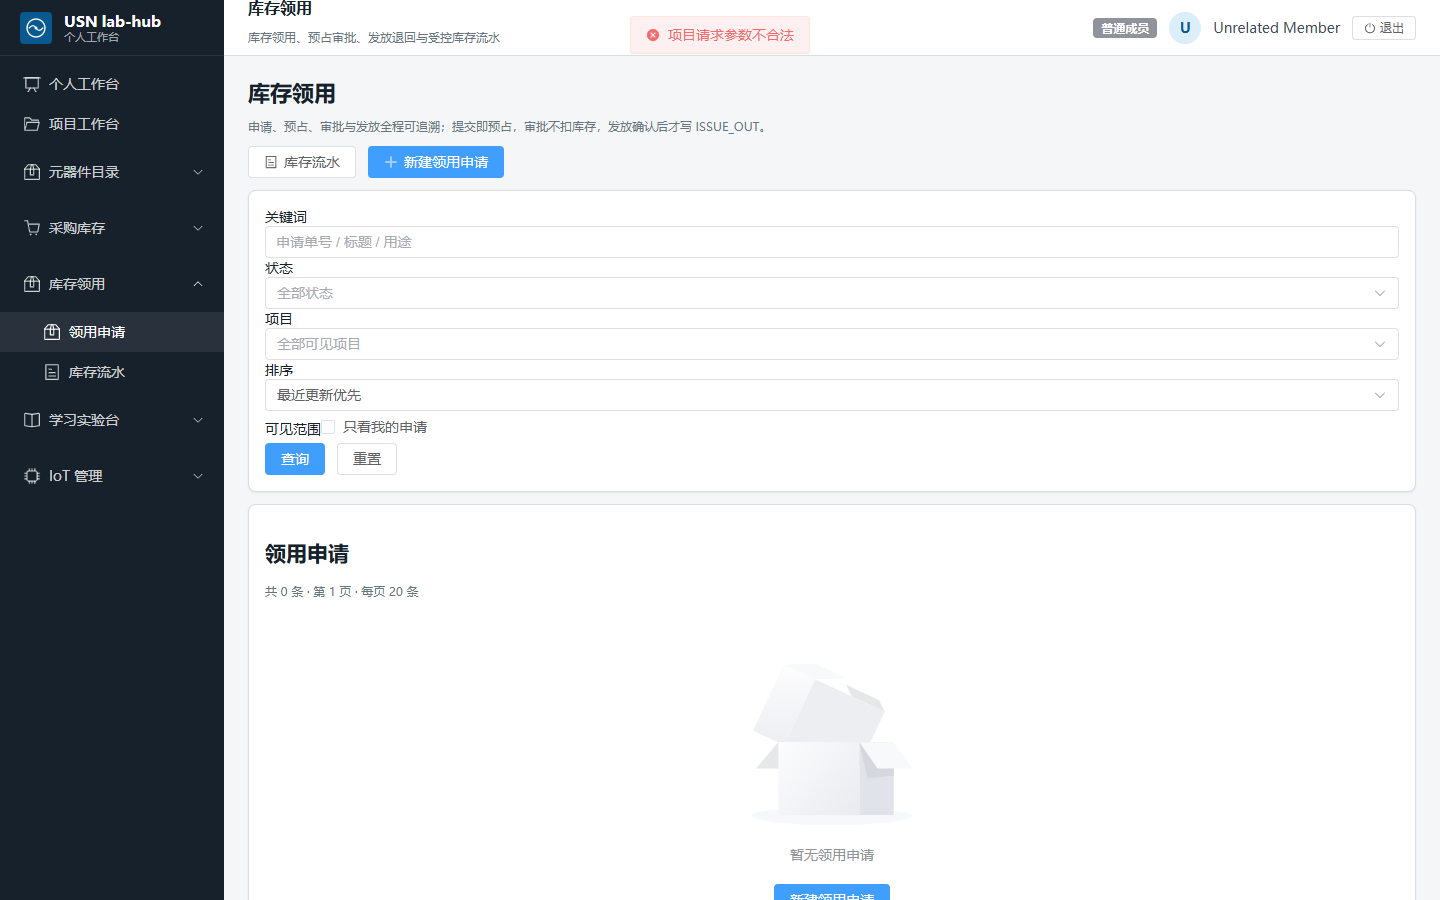 USN lab-hub
个人工作台
个人工作台
项目工作台
元器件目录
采购库存
库存领用
领用申请
库存流水
学习实验台
IoT 管理
库存领用
库存领用、预占审批、发放退回与受控库存流水
项目请求参数不合法
普通成员
U
Unrelated Member
退出
库存领用
申请、预占、审批与发放全程可追溯；提交即预占，审批不扣库存，发放确认后才写 ISSUE_OUT。
库存流水
新建领用申请
关键词
申请单号 / 标题 / 用途
状态
全部状态
项目
全部可见项目
排序
最近更新优先
可见范围
只看我的申请
查询
重置
领用申请
共 0 条 · 第 1 页 · 每页 20 条
暂无领用申请
新建领用申请